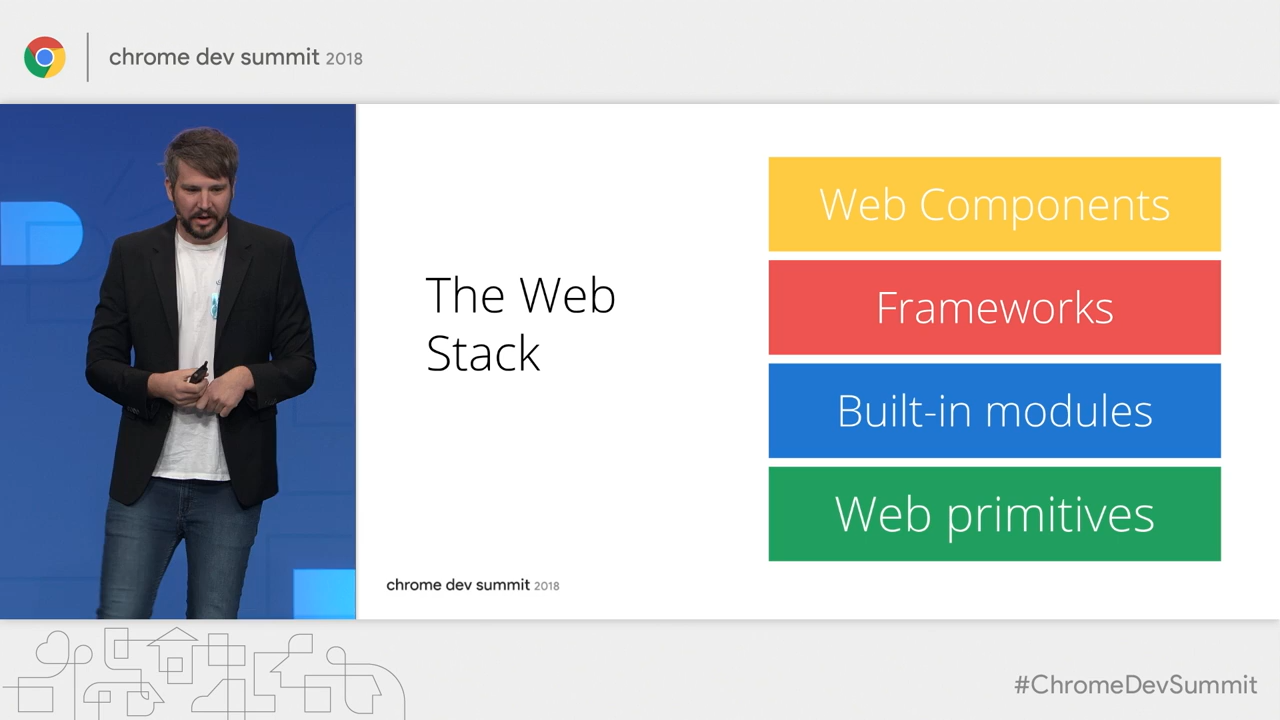 chrome dev summit 2018
The Web
Stack
Web Components
Frameworks
Built-in modules
Web primitives
chrome dev summit 2018
#ChromeDevSummit